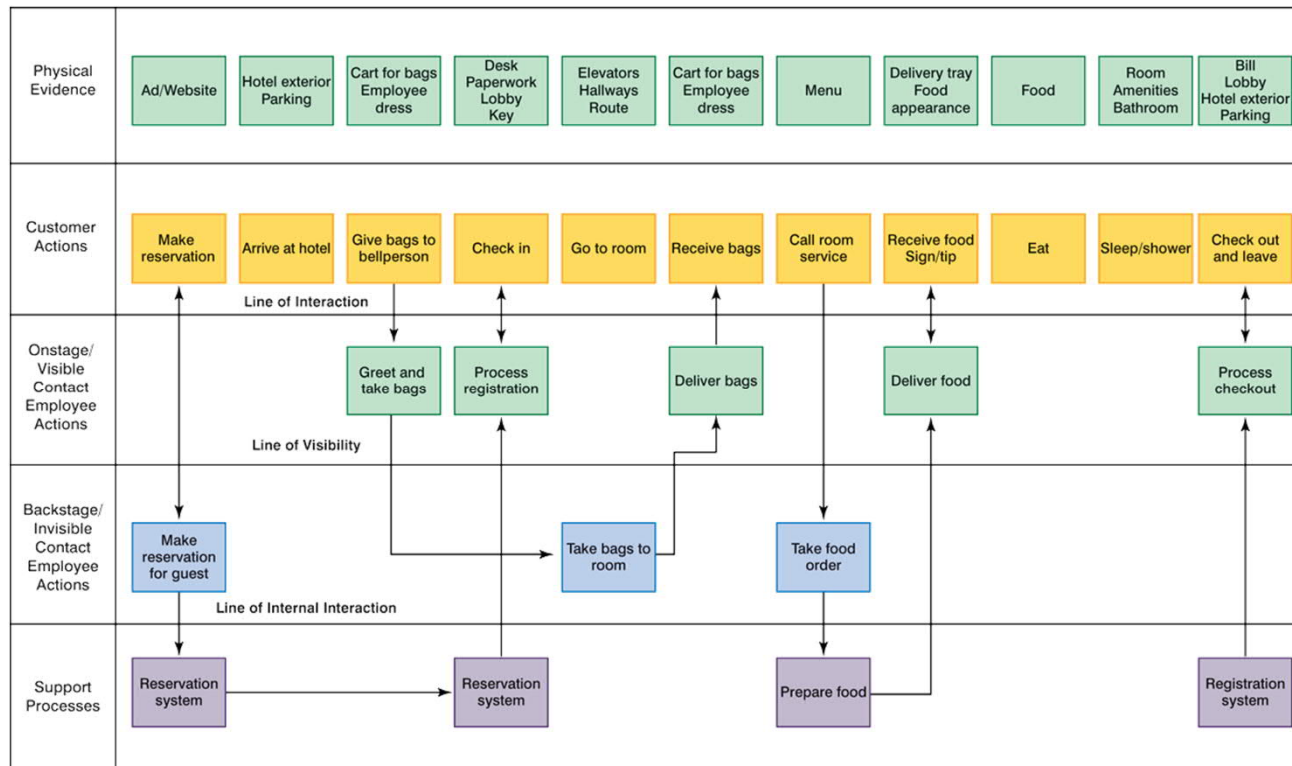 Physical
Evidence
Ad/Website
Hotel exterior
Parking
Cart for bags
Employee
dress
Desk
Paperwork
Lobby
Key
Elevators
Hallways
Route
Cart for bags
Employee
dress
Menu
Delivery tray
Food
appearance
Food
Room
Amenities
Bathroom
Bill
Lobby
Hotel exterior
Parking
Customer
Actions
Make
reservation
Arrive at hotel
Give bags to
bellperson
Check in
Go to room
Receive bags
Call room
service
Receive food
Sign/tip
Eat
Sleep/shower
Check out
and leave
Line of Interaction
Onstage/
Visible
Contact
Employee
Actions
Greet and
take bags
Process
registration
Deliver bags
Deliver food
Process
checkout
Line of Visibility
Backstage/
Invisible
Contact
Employee
Actions
Make
reservation
for guest
Take bags to
room
Take food
order
Line of Internal Interaction
Support
Processes
Reservation
system
Reservation
system
Prepare food
Registration
system